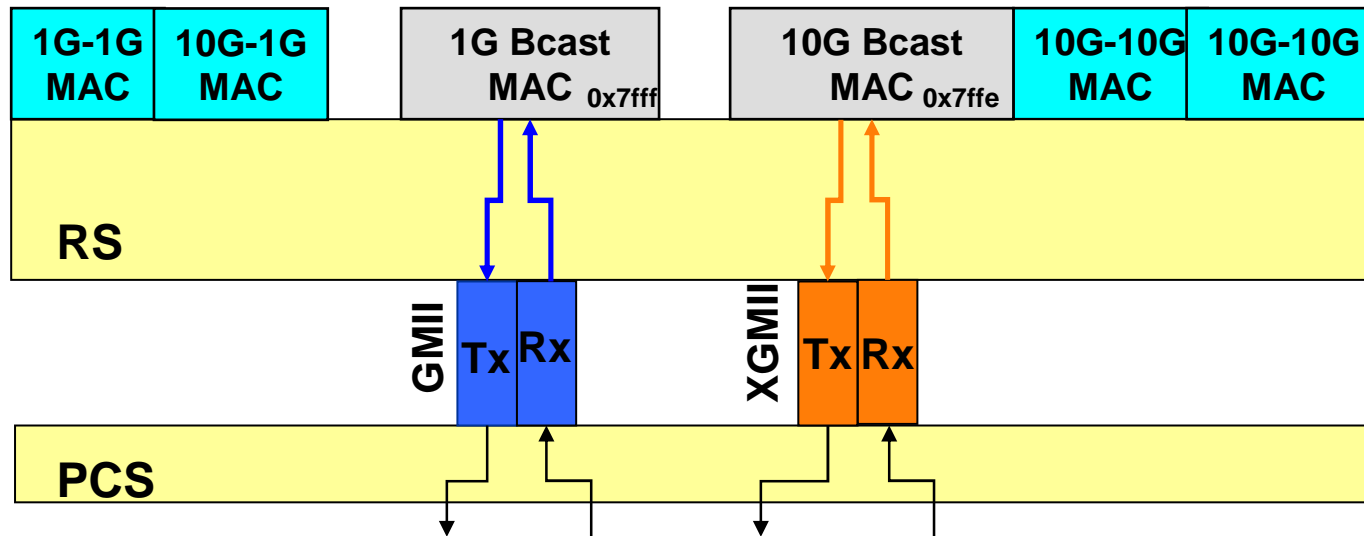 1G-1G
MAC
10G-1G
MAC
1G Bcast
MAC 0x7fff
10G Bcast
MAC 0x7ffe
10G-10G
MAC
10G-10G
MAC
RS
GMII
Tx
Rx
XGMII
Tx
Rx
PCS